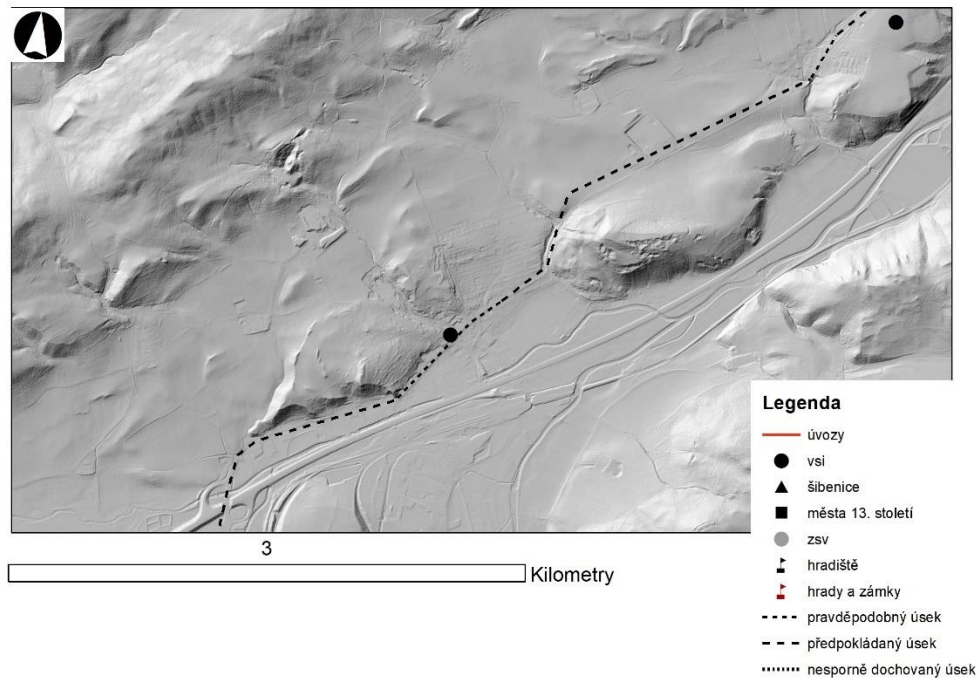 3
Kilometry
Legenda
úvozy
vsi
šibenice
města 13. století
zsv
hradiště
hrady a zámky
pravděpodobný úsek
předpokládaný úsek
nesporně dochovaný úsek